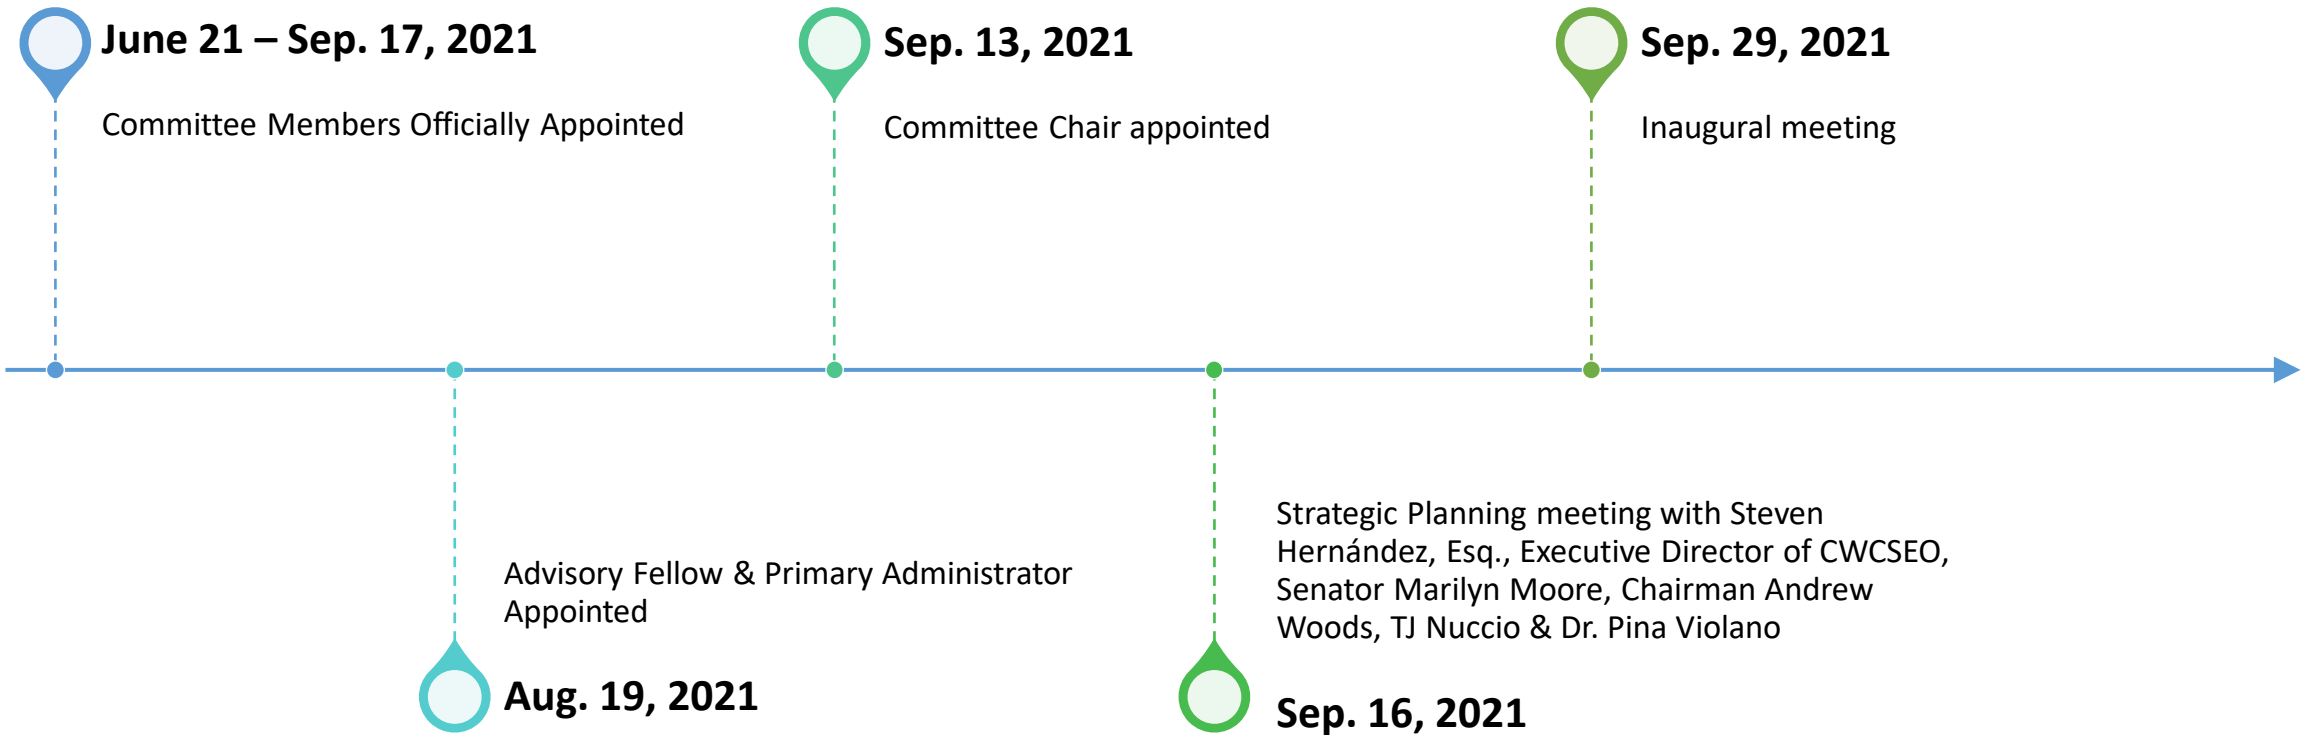 June 21 – Sep. 17, 2021
Committee Members Officially Appointed
Sep. 13, 2021
Committee Chair appointed
Sep. 29, 2021
Inaugural meeting
Advisory Fellow & Primary Administrator
Appointed
Aug. 19, 2021
Strategic Planning meeting with Steven
Hernández, Esq., Executive Director of CWCSEO,
Senator Marilyn Moore, Chairman Andrew
Woods, TJ Nuccio & Dr. Pina Violano
Sep. 16, 2021